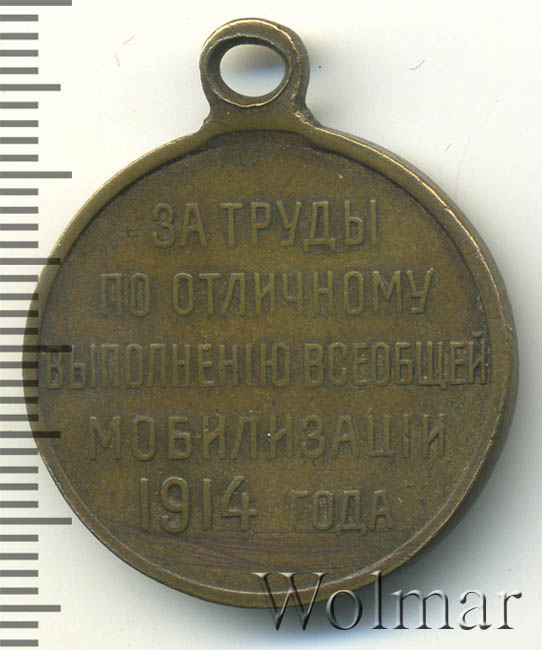 ЗА ТРУДЫ
ПО ОТЛИЧНОМУ
ВЫПОЛНЕНІЮ ВСЕОБЩЕЙ
МОБИЛИЗАЦІИ
1914 ГОДА
Wolmar